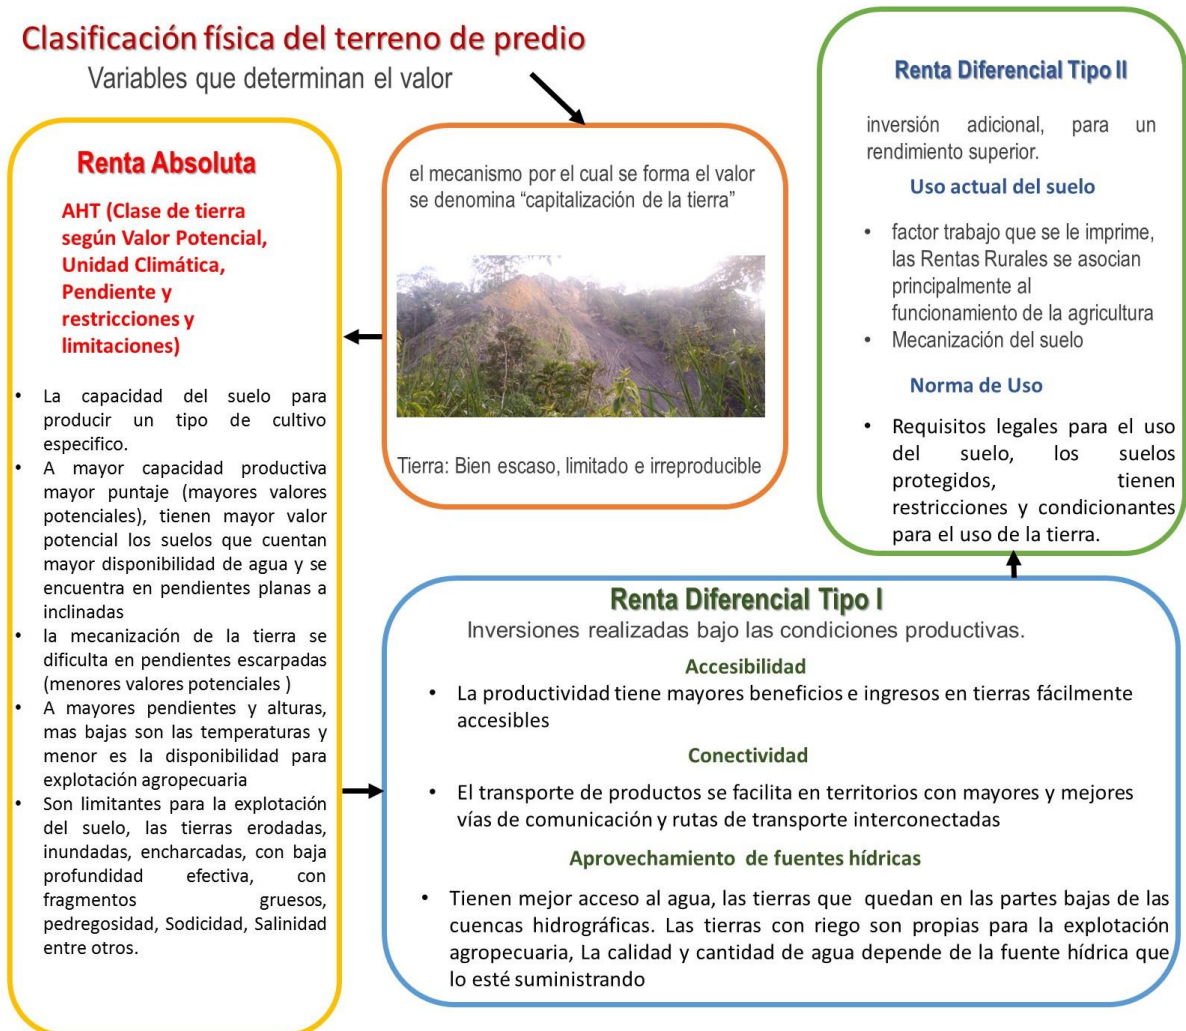 Clasificación física del terreno de predio
Variables que determinan el valor
el mecanismo por el cual se forma el valor
se denomina “capitalización de la tierra”
Tierra: Bien escaso, limitado e irreproducible
Renta Absoluta
AHT (Clase de tierra
según Valor Potencial,
Unidad Climática,
Pendiente y
restricciones y
limitaciones)
• La capacidad del suelo para
producir un tipo de cultivo
especifico.
• A mayor capacidad productiva
mayor puntaje (mayores valores
potenciales), tienen mayor valor
potencial los suelos que cuentan
mayor disponibilidad de agua y se
encuentra en pendientes planas a
inclinadas
• la mecanización de la tierra se
dificulta en pendientes escarpadas
(menores valores potenciales )
• A mayores pendientes y alturas,
mas bajas son las temperaturas y
menor es la disponibilidad para
explotación agropecuaria
• Son limitantes para la explotación
del suelo, las tierras erodadas,
inundadas, encharcadas, con baja
profundidad efectiva, con
fragmentos gruesos,
pedregosidad, Sodicidad, Salinidad
entre otros.
Renta Diferencial Tipo I
Inversiones realizadas bajo las condiciones productivas.
Accesibilidad
• La productividad tiene mayores beneficios e ingresos en tierras fácilmente
accesibles
Conectividad
• El transporte de productos se facilita en territorios con mayores y mejores
vías de comunicación y rutas de transporte interconectadas
Aprovechamiento de fuentes hídricas
• Tienen mejor acceso al agua, las tierras que quedan en las partes bajas de las
cuencas hidrográficas. Las tierras con riego son propias para la explotación
agropecuaria, La calidad y cantidad de agua depende de la fuente hídrica que
lo esté suministrando
Renta Diferencial Tipo II
inversión adicional, para un
rendimiento superior.
Uso actual del suelo
• factor trabajo que se le imprime,
las Rentas Rurales se asocian
principalmente al
funcionamiento de la agricultura
• Mecanización del suelo
Norma de Uso
• Requisitos legales para el uso
del suelo, los suelos
protegidos, tienen
restricciones y condicionantes
para el uso de la tierra.